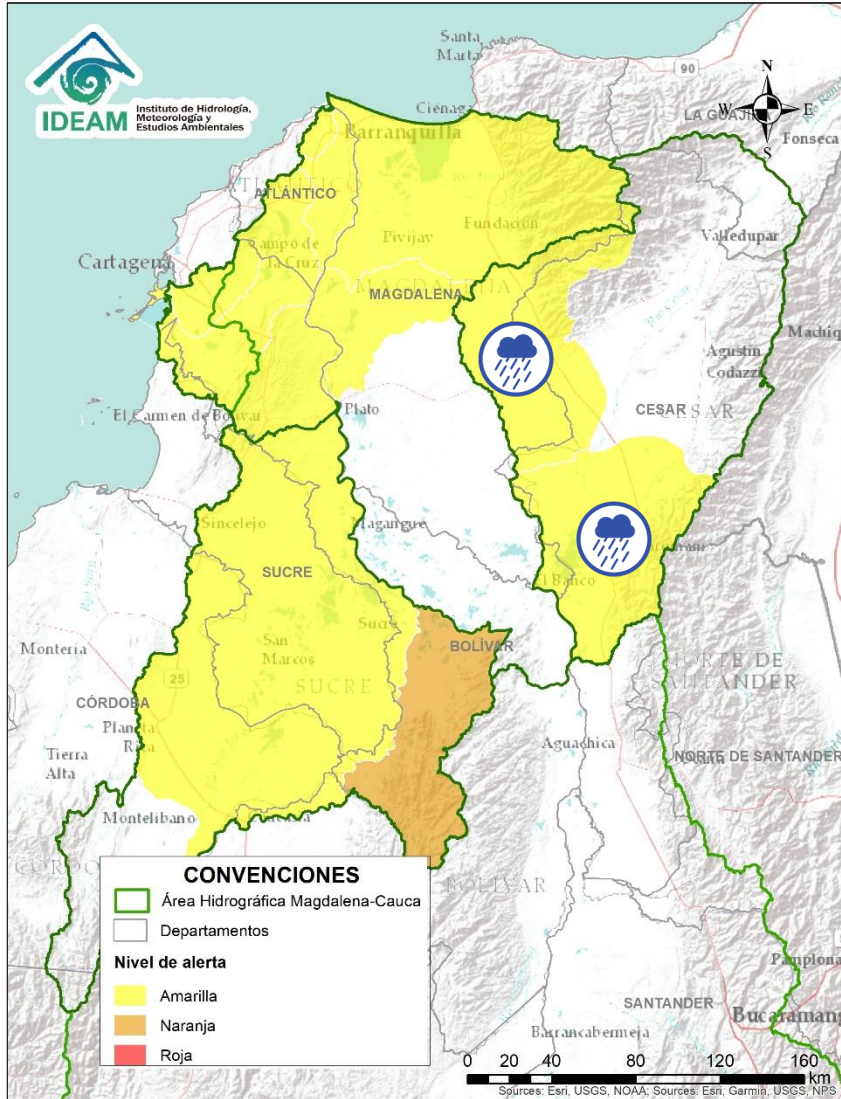 IDEAM
Instituto de Hidrología,
Meteorología y
Estudios Ambientales
Santa
Marta
90
N
W
E
S
LA GUAJIRA
Fonseca
Ciénaga
Barranquilla
ATLÁNTICO
ATLÁNTICO
Fundación
Valledupar
Cartagena
Campo de
la Cruz
Pivijay
MAGDALENA
MAGDALENA
Agustín
Codazzi
CESAR
CESAR
El Carmen de Bolívar
Plato
Sincelejo
Magangué
SUCRE
El Banco
Sucre
Montería
San
Marcos
BOLÍVAR
SUCRE
25
NORTE DE
SANTANDER
CÓRDOBA
Planeta
Rica
Tierra
Alta
Aguachica
NORTE DE SANTANDER
Montelíbano
BOLÍVAR
CONVENCIONES
Área Hidrográfica Magdalena-Cauca
Departamentos
Nivel de alerta
Amarilla
Naranja
Roja
Pamplona
SANTANDER
Barrancabermeja
0 20 40 80 120 160
Km
Sources: Esri, USGS, NOAA; Sources: Esri, Garmin, USGS, NPS